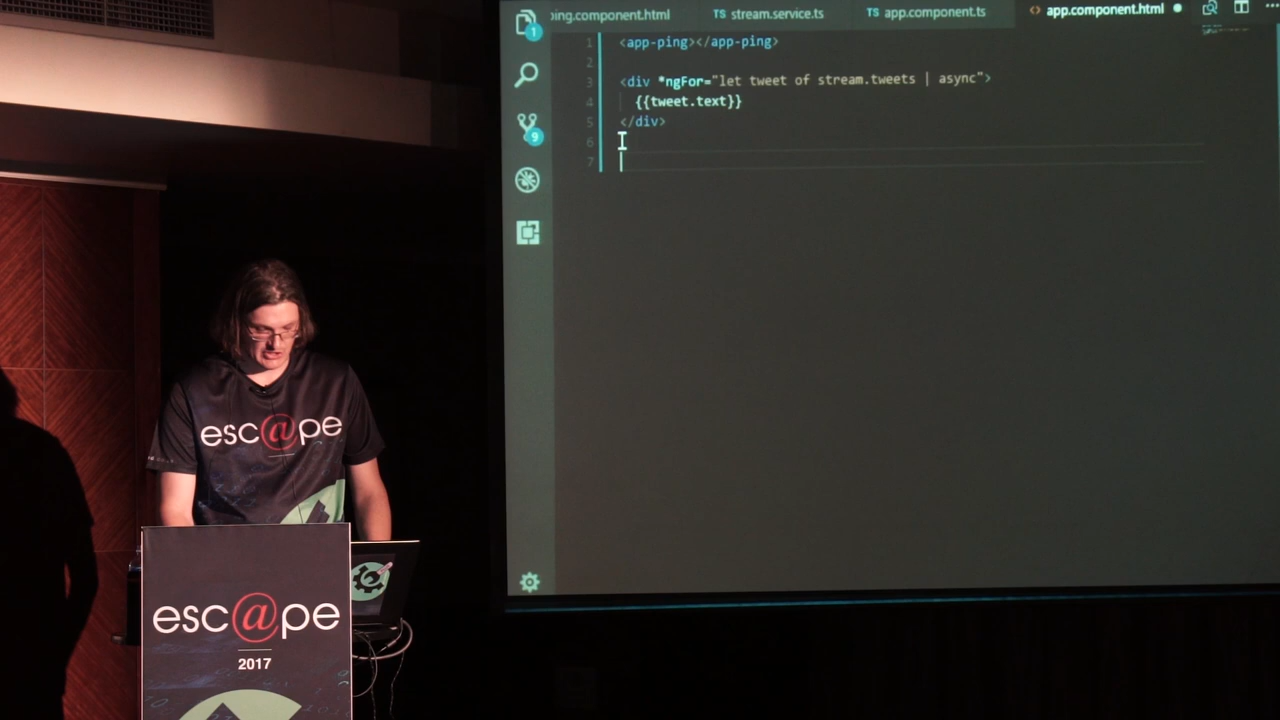 ping.component.html
TS stream.service.ts
TS app.component.ts
<> app.component.html
1
1 <app-ping></app-ping>
2
3 <div *ngFor="let tweet of stream.tweets | async">
4 {{tweet.text}}
5 </div>
6
7
9
esc@pe
esc@pe
2017